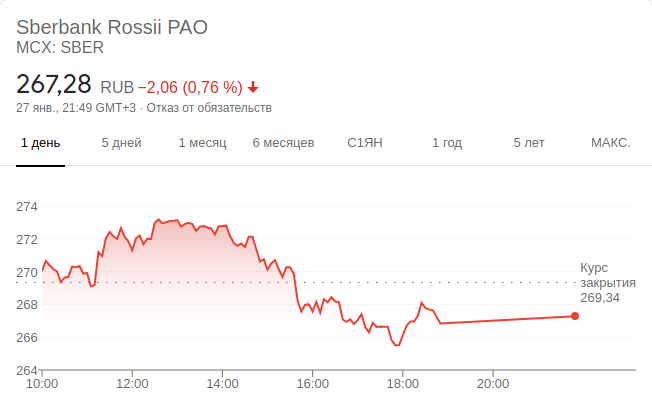 Sberbank Rossii PAO
MCX: SBER
267,28 RUB −2,06 (0,76 %)
27 янв., 21:49 GMT+3 · Отказ от обязательств
1 день 5 дней 1 месяц 6 месяцев С1ЯН 1 год 5 лет МАКС.
274
272
270
268
266
264
Курс
закрытия
269,34
10:00 12:00 14:00 16:00 18:00 20:00